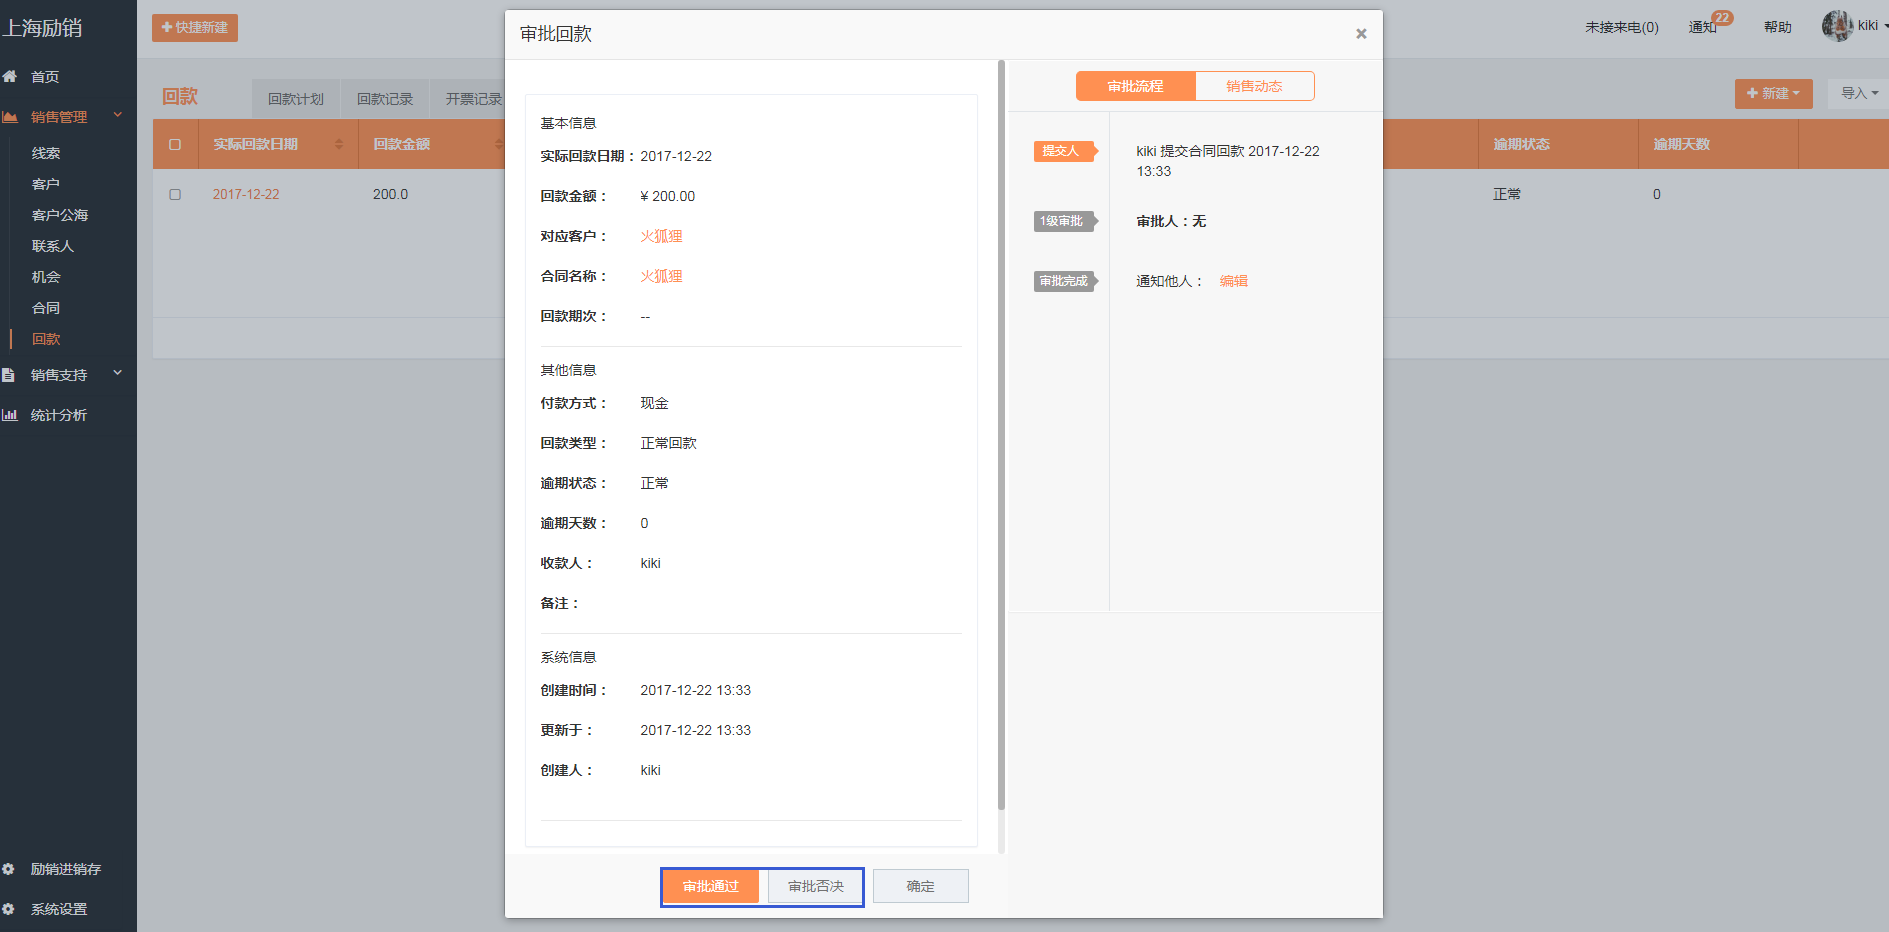 上海励销
快捷新建
未接来电(0)
通知
22
帮助
kiki
首页
销售管理
线索
客户
客户公海
联系人
机会
合同
回款
销售支持
统计分析
励销进销存
系统设置
回款
回款计划
回款记录
开票记录
新建
导入
实际回款日期
回款金额
逾期状态
逾期天数
2017-12-22
200.0
正常
0
审批回款
×
基本信息
实际回款日期：2017-12-22
回款金额： ¥ 200.00
对应客户： 火狐狸
合同名称： 火狐狸
回款期次： --
其他信息
付款方式： 现金
回款类型： 正常回款
逾期状态： 正常
逾期天数： 0
收款人： kiki
备注：
系统信息
创建时间： 2017-12-22 13:33
更新于： 2017-12-22 13:33
创建人： kiki
审批流程
销售动态
提交人
kiki 提交合同回款 2017-12-22
13:33
1级审批
审批人：无
审批完成
通知他人： 编辑
审批通过
审批否决
确定